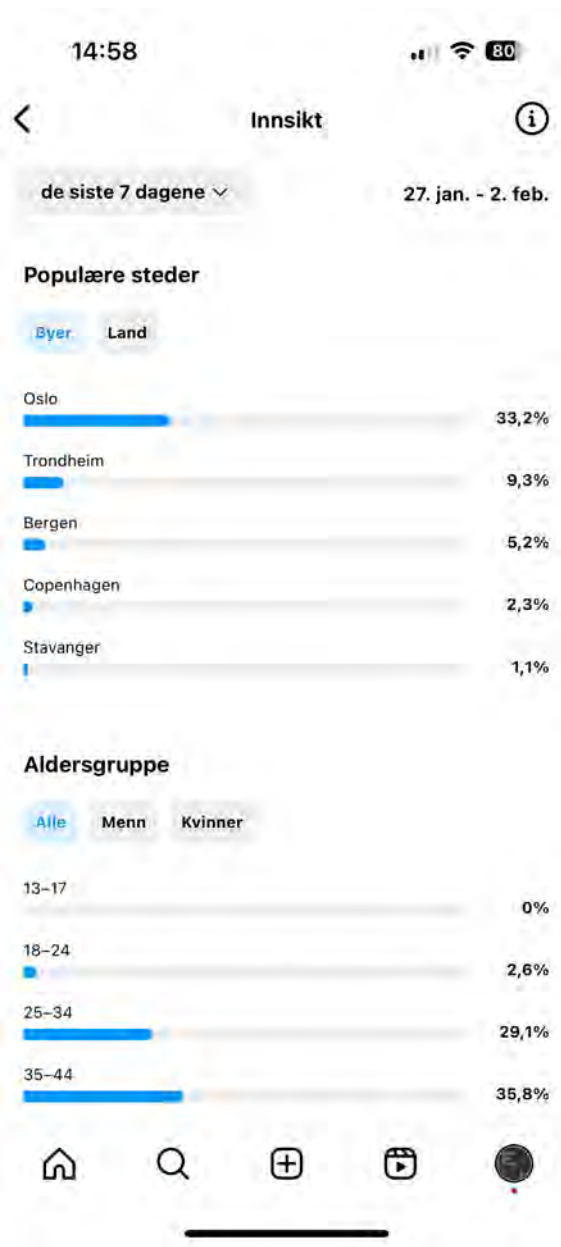 14:58
80
Innsikt
de siste 7 dagene
27. jan. - 2. feb.
Populære steder
Byer Land
Oslo
33,2%
Trondheim
9,3%
Bergen
5,2%
Copenhagen
2,3%
Stavanger
1,1%
Aldersgruppe
Alle Menn Kvinner
13–17
0%
18–24
2,6%
25–34
29,1%
35–44
35,8%